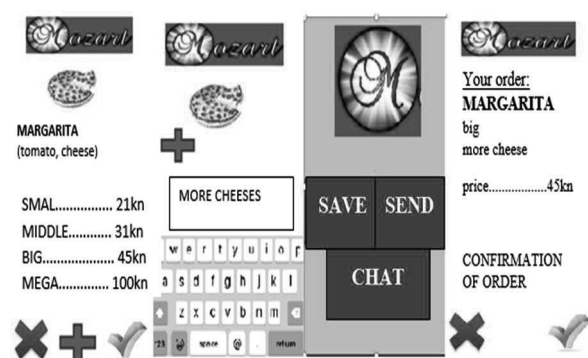 Mozart
MARGARITA
(tomato, cheese)
SMAL................ 21kn
MIDDLE............ 31kn
BIG..................... 45kn
MEGA.............. 100kn
Mozart
MORE CHEESES
w e r t y u i o p
a s d f g h j k l
z x c v b n m
123 space @ . return
M
SAVE SEND
CHAT
Mozart
Your order:
MARGARITA
big
more cheese
price.................45kn
CONFIRMATION
OF ORDER